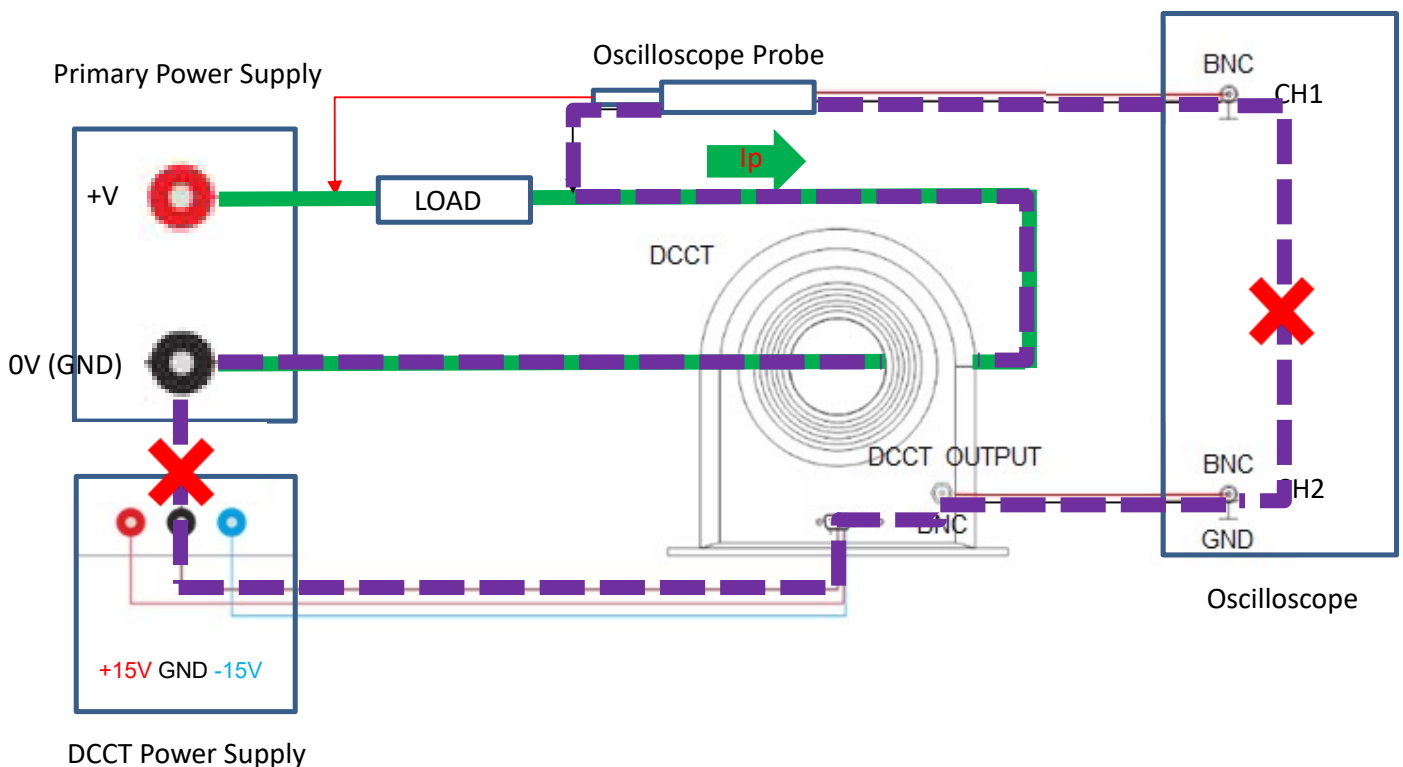 Oscilloscope Probe
Primary Power Supply
BNC
CH1
Ip
+V
LOAD
DCCT
0V (GND)
DCCT OUTPUT
BNC
BNC
CH2
GND
Oscilloscope
+15V GND -15V
DCCT Power Supply